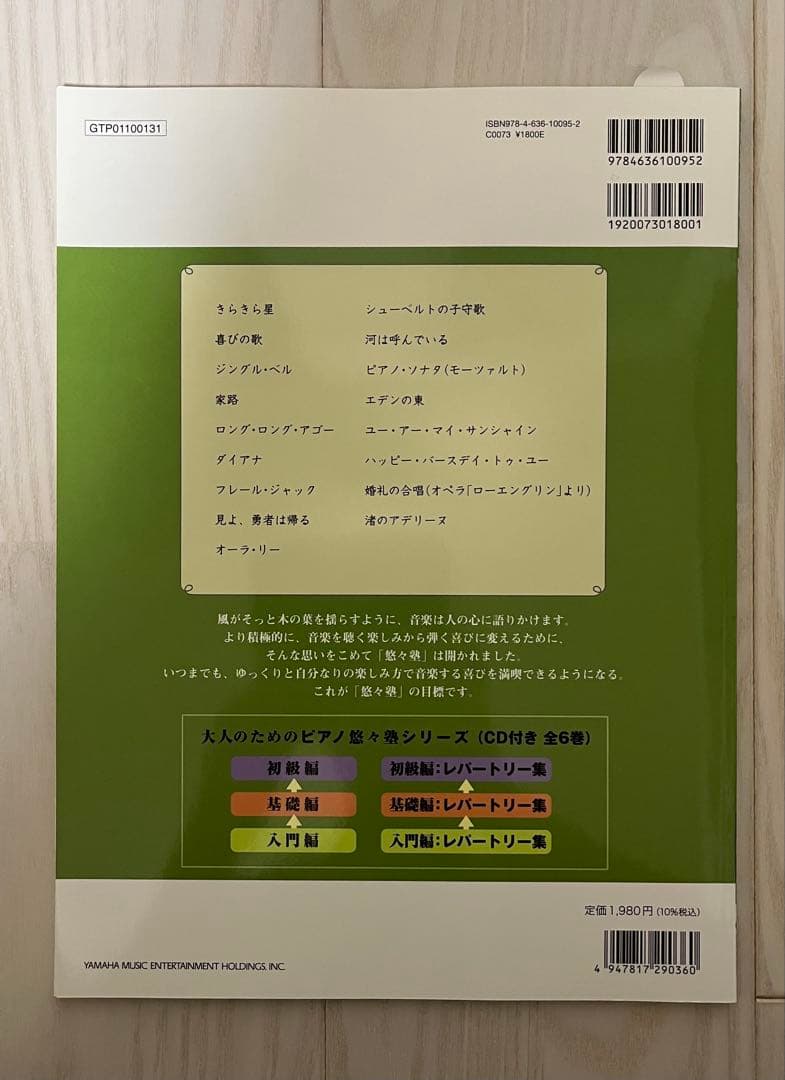 GTP01100131
ISBN978-4-636-10095-2
C0073 ¥1800E
9784636100952
1920073018001
きらきら星
喜びの歌
ジングル・ベル
家路
ロング・ロング・アゴー
ダイアナ
フレール・ジャック
見よ、勇者は帰る
オーラ・リー
シューベルトの子守歌
河は呼んでいる
ピアノ・ソナタ(モーツァルト)
エデンの東
ユー・アー・マイ・サンシャイン
ハッピー・バースデイ・トゥ・ユー
婚礼の合唱(オペラ「ローエングリン」より)
渚のアデリーヌ
風がそっと木の葉を揺らすように、音楽は人の心に語りかけます。
より積極的に、音楽を聴く楽しみから弾く喜びに変えるために、
そんな思いをこめて「悠々塾」は開かれました。
いつまでも、ゆっくりと自分なりの楽しみ方で音楽する喜びを満喫できるようになる。
これが「悠々塾」の目標です。
大人のためのピアノ悠々塾シリーズ(CD付き 全6巻)
初級編
基礎編
入門編
初級編:レパートリー集
基礎編:レパートリー集
入門編:レパートリー集
定価1,980円(10%税込)
4 947817 290360
YAMAHA MUSIC ENTERTAINMENT HOLDINGS, INC.